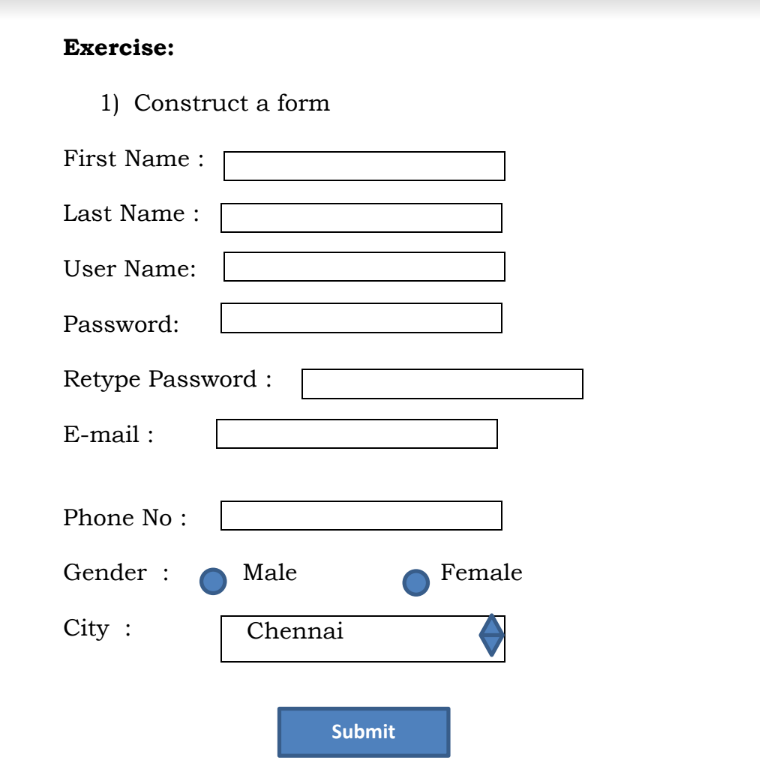 Exercise:
1) Construct a form
First Name :
Last Name :
User Name:
Password:
Retype Password :
E-mail :
Phone No :
Gender : Male Female
City : Chennai
Submit